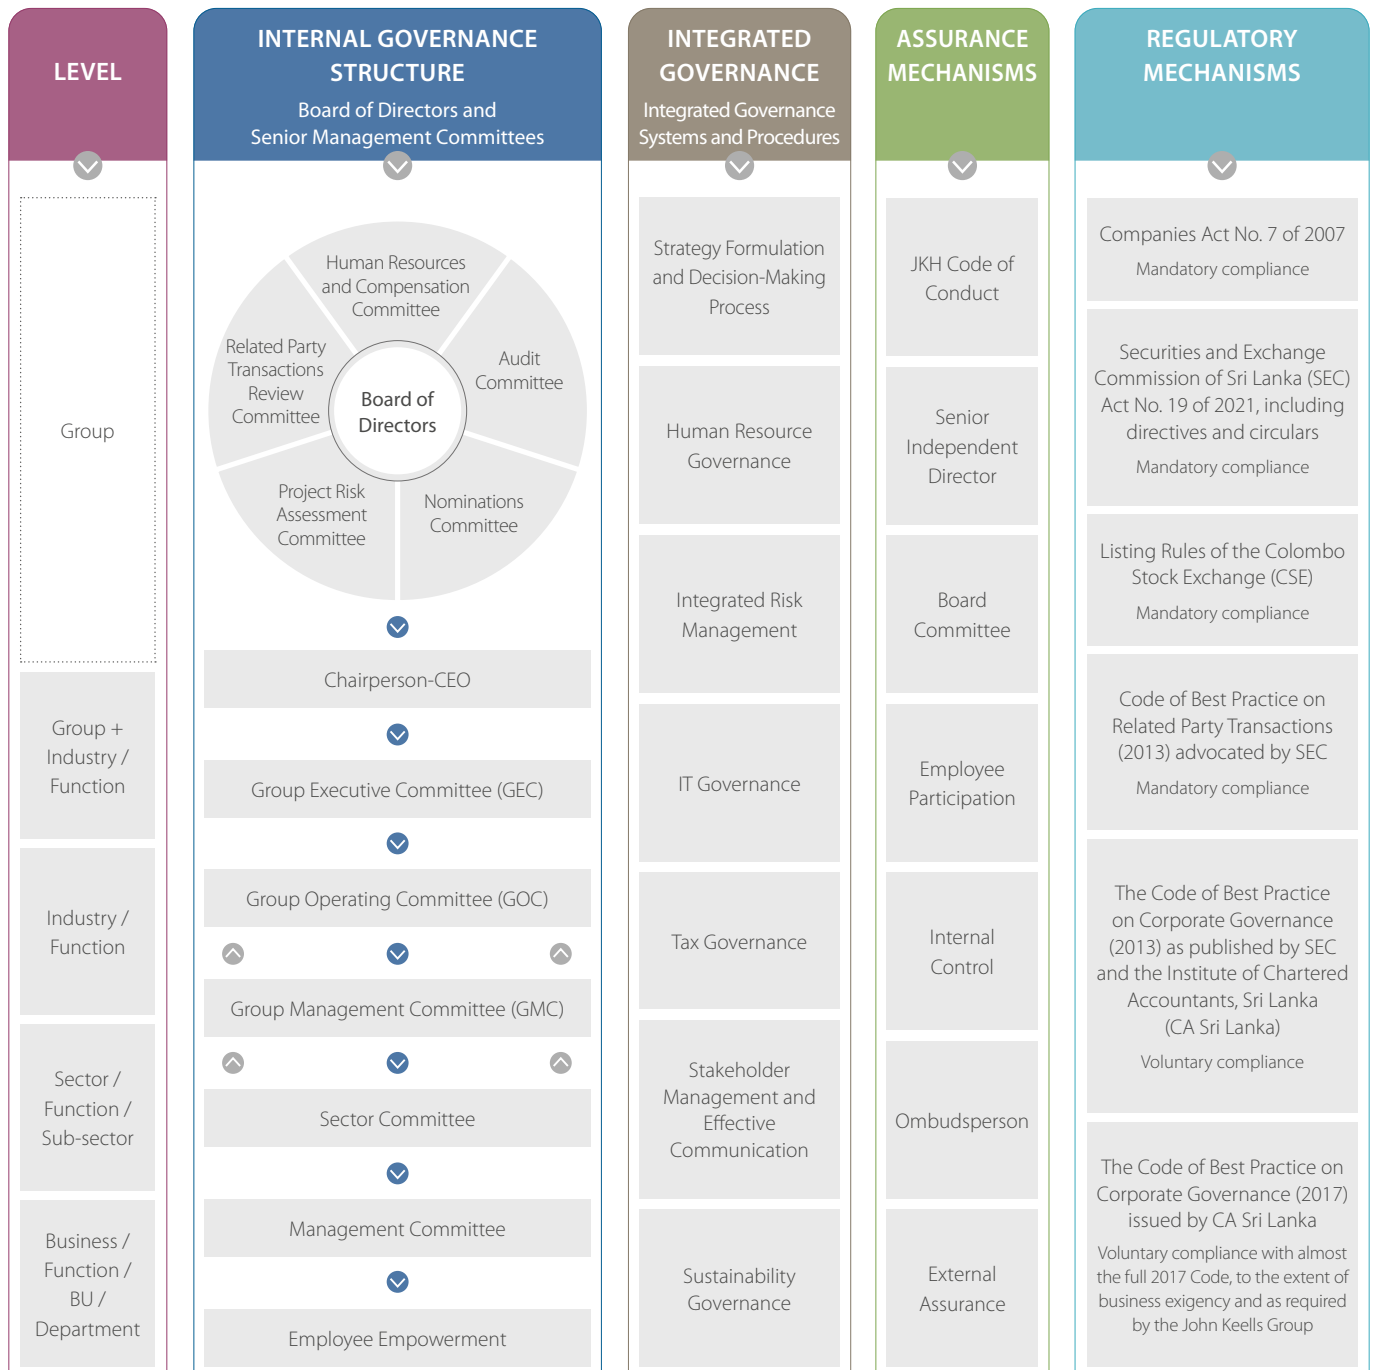 LEVEL
Group
Group +
Industry /
Function
Industry /
Function
Sector /
Function /
Sub-sector
Business /
Function /
BU /
Department
INTERNAL GOVERNANCE
STRUCTURE
Board of Directors and
Senior Management Committees
Human Resources
and Compensation
Committee
Related Party
Transactions
Review
Committee
Audit
Committee
Board of
Directors
Project Risk
Assessment
Committee
Nominations
Committee
Chairperson-CEO
Group Executive Committee (GEC)
Group Operating Committee (GOC)
Group Management Committee (GMC)
Sector Committee
Management Committee
Employee Empowerment
INTEGRATED
GOVERNANCE
Integrated Governance
Systems and Procedures
Strategy Formulation
and Decision-Making
Process
Human Resource
Governance
Integrated Risk
Management
IT Governance
Tax Governance
Stakeholder
Management and
Effective
Communication
Sustainability
Governance
ASSURANCE
MECHANISMS
JKH Code of
Conduct
Senior
Independent
Director
Board
Committee
Employee
Participation
Internal
Control
Ombudsperson
External
Assurance
REGULATORY
MECHANISMS
Companies Act No. 7 of 2007
Mandatory compliance
Securities and Exchange
Commission of Sri Lanka (SEC)
Act No. 19 of 2021, including
directives and circulars
Mandatory compliance
Listing Rules of the Colombo
Stock Exchange (CSE)
Mandatory compliance
Code of Best Practice on
Related Party Transactions
(2013) advocated by SEC
Mandatory compliance
The Code of Best Practice
on Corporate Governance
(2013) as published by SEC
and the Institute of Chartered
Accountants, Sri Lanka
(CA Sri Lanka)
Voluntary compliance
The Code of Best Practice on
Corporate Governance (2017)
issued by CA Sri Lanka
Voluntary compliance with almost
the full 2017 Code, to the extent of
business exigency and as required
by the John Keells Group